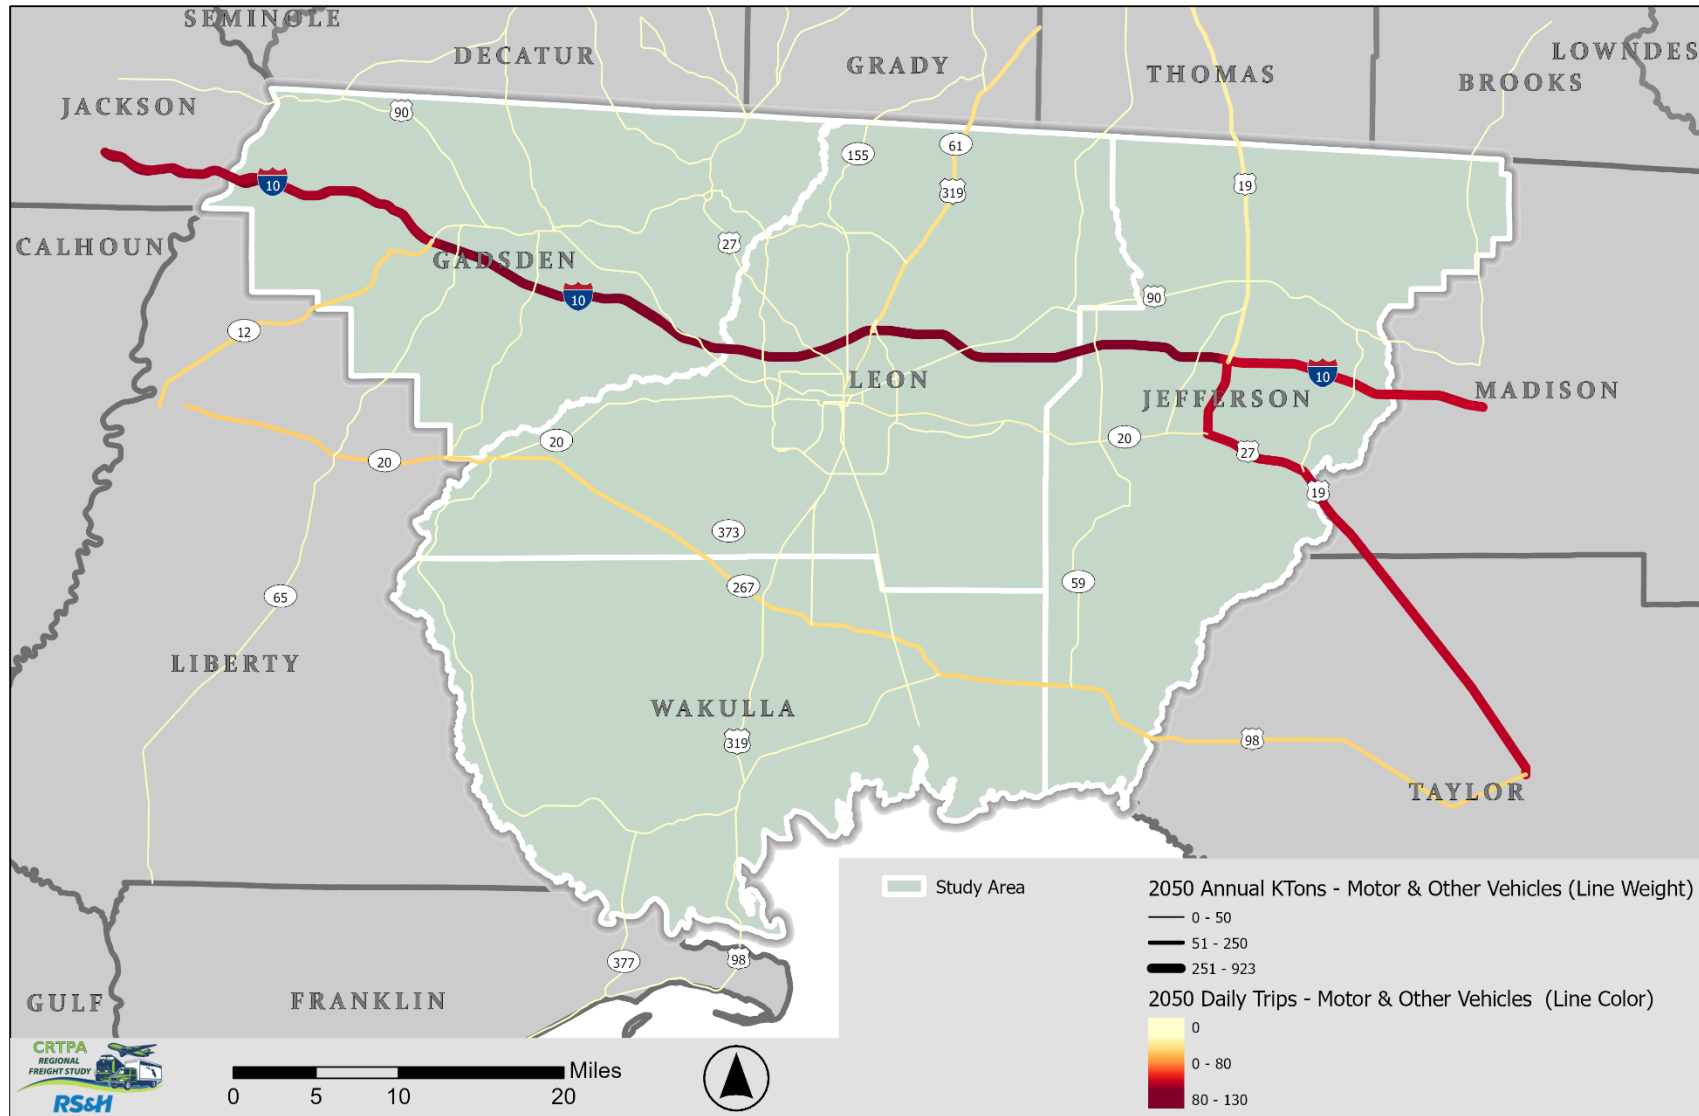 SEMINOLE
DECATUR
GRADY
THOMAS
LOWNDES
BROOKS
JACKSON
90
155
61
10
319
19
CALHOUN
27
GADSDEN
10
90
12
LEON
10
JEFFERSON
MADISON
20
20
20
27
19
373
267
59
65
LIBERTY
WAKULLA
319
98
TAYLOR
377
98
GULF
FRANKLIN
Study Area
2050 Annual KTons - Motor & Other Vehicles (Line Weight)
0 - 50
51 - 250
251 - 923
2050 Daily Trips - Motor & Other Vehicles (Line Color)
0
0 - 80
80 - 130
CRTPA
REGIONAL
FREIGHT STUDY
RS&H
Miles
0 5 10 20